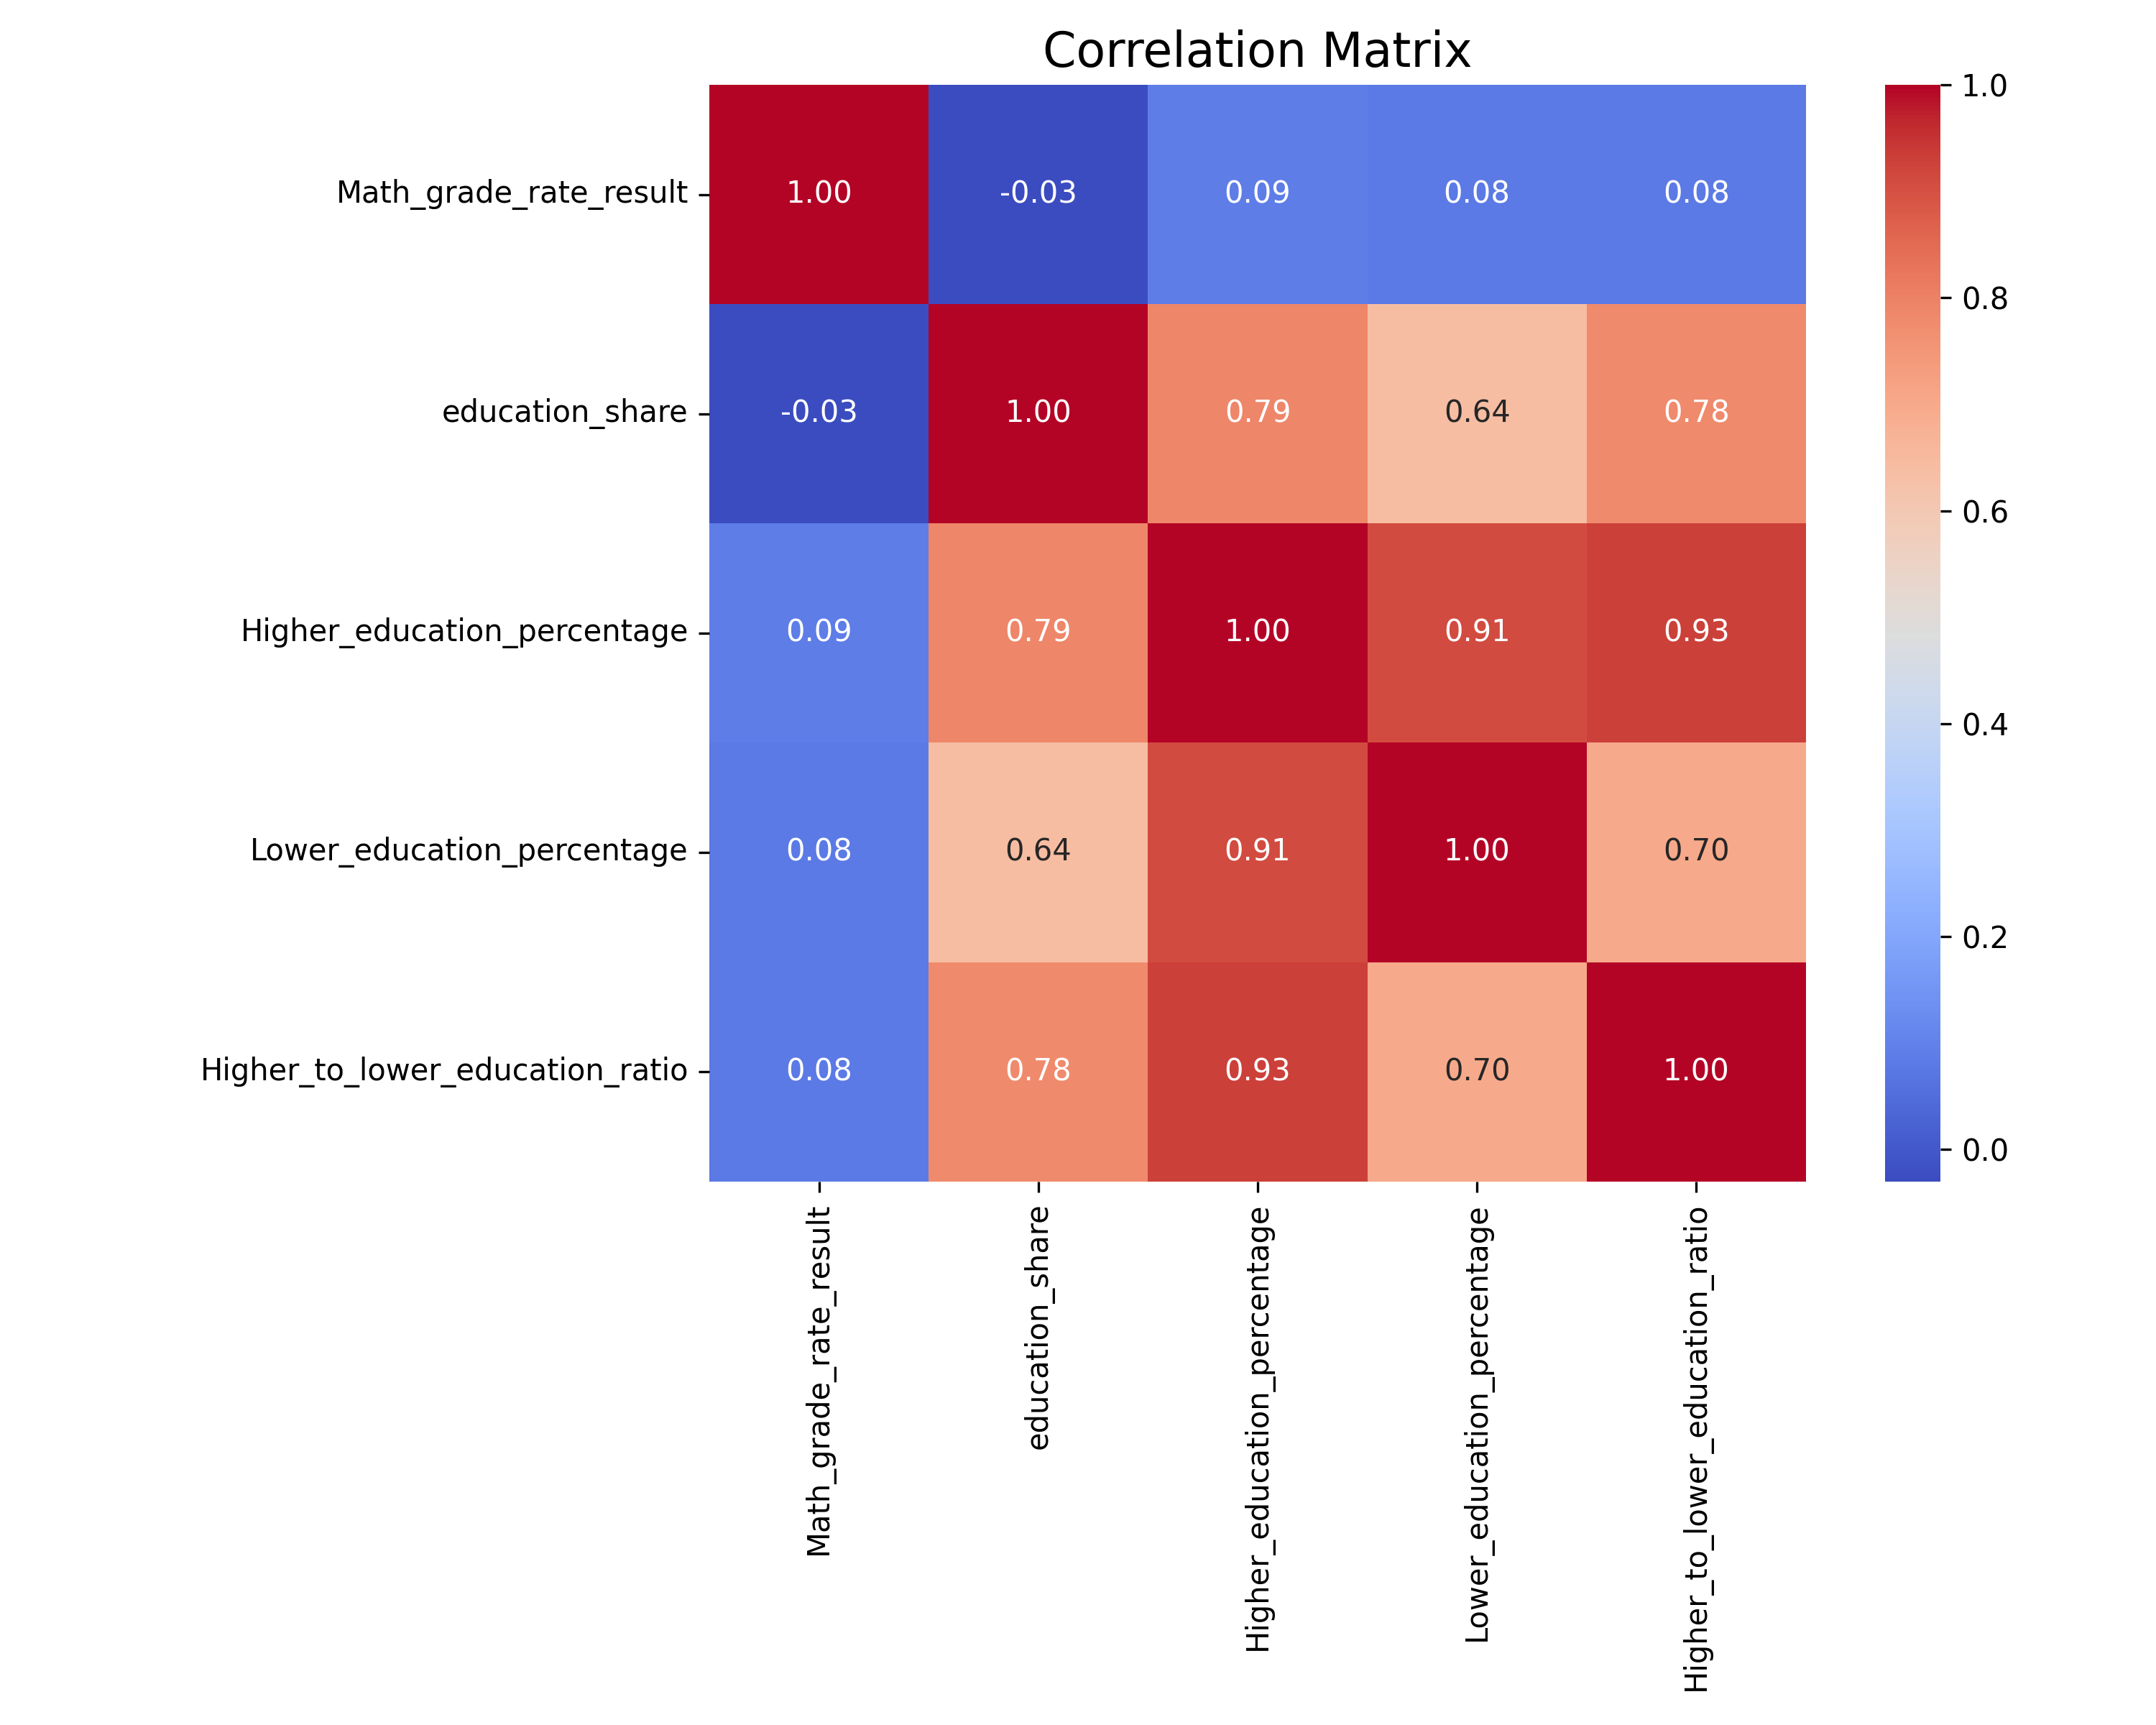 Correlation Matrix
Math_grade_rate_result 1.00 -0.03 0.09 0.08 0.08
education_share -0.03 1.00 0.79 0.64 0.78
Higher_education_percentage 0.09 0.79 1.00 0.91 0.93
Lower_education_percentage 0.08 0.64 0.91 1.00 0.70
Higher_to_lower_education_ratio 0.08 0.78 0.93 0.70 1.00
Math_grade_rate_result
education_share
Higher_education_percentage
Lower_education_percentage
Higher_to_lower_education_ratio
1.0
0.8
0.6
0.4
0.2
0.0